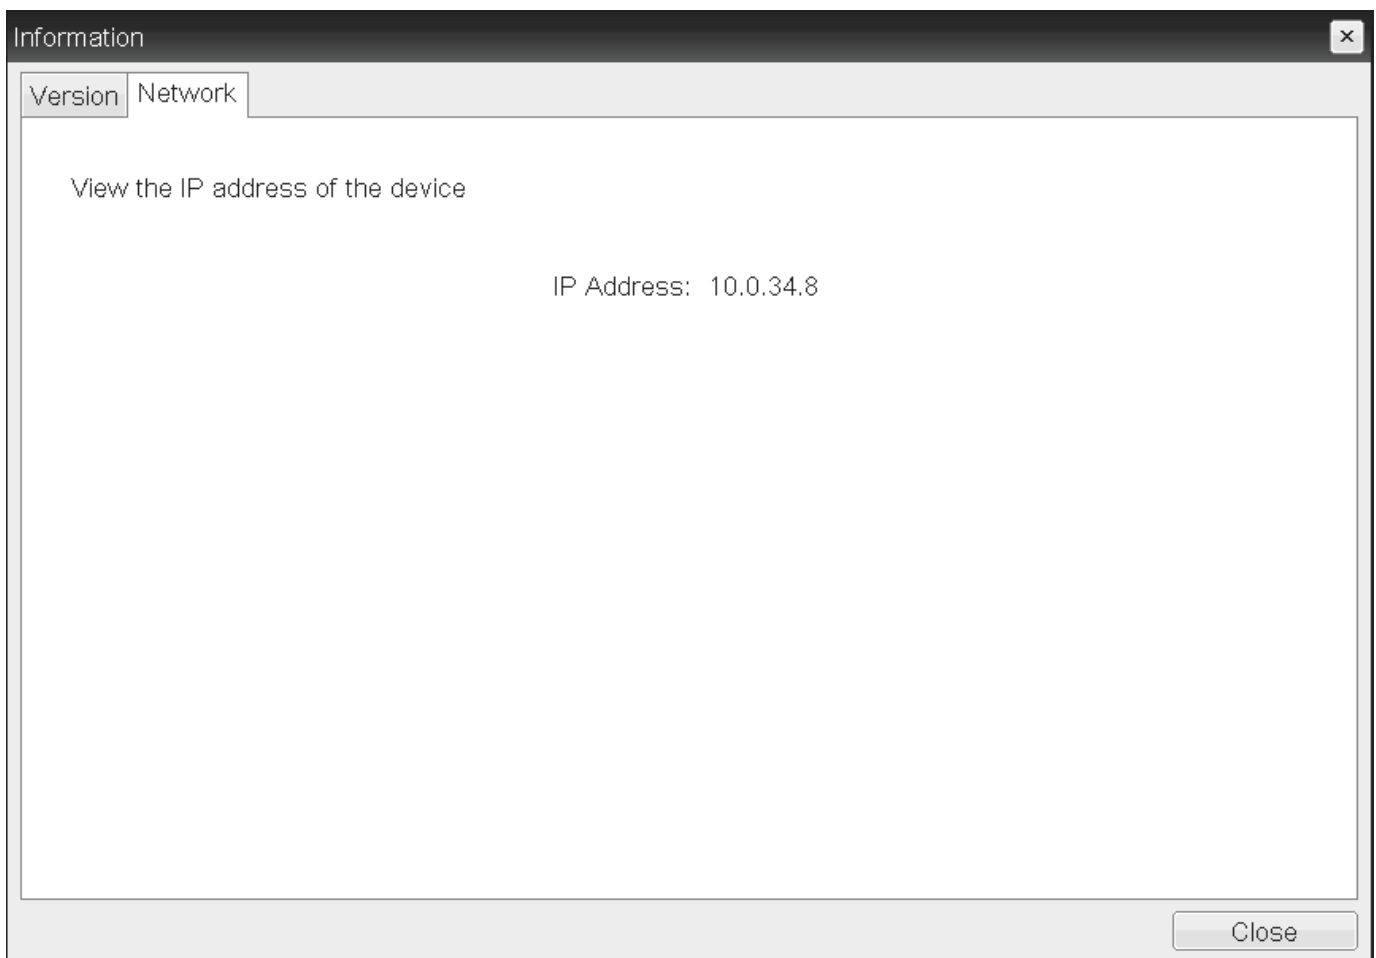 Information
Version Network
View the IP address of the device
IP Address: 10.0.34.8
Close